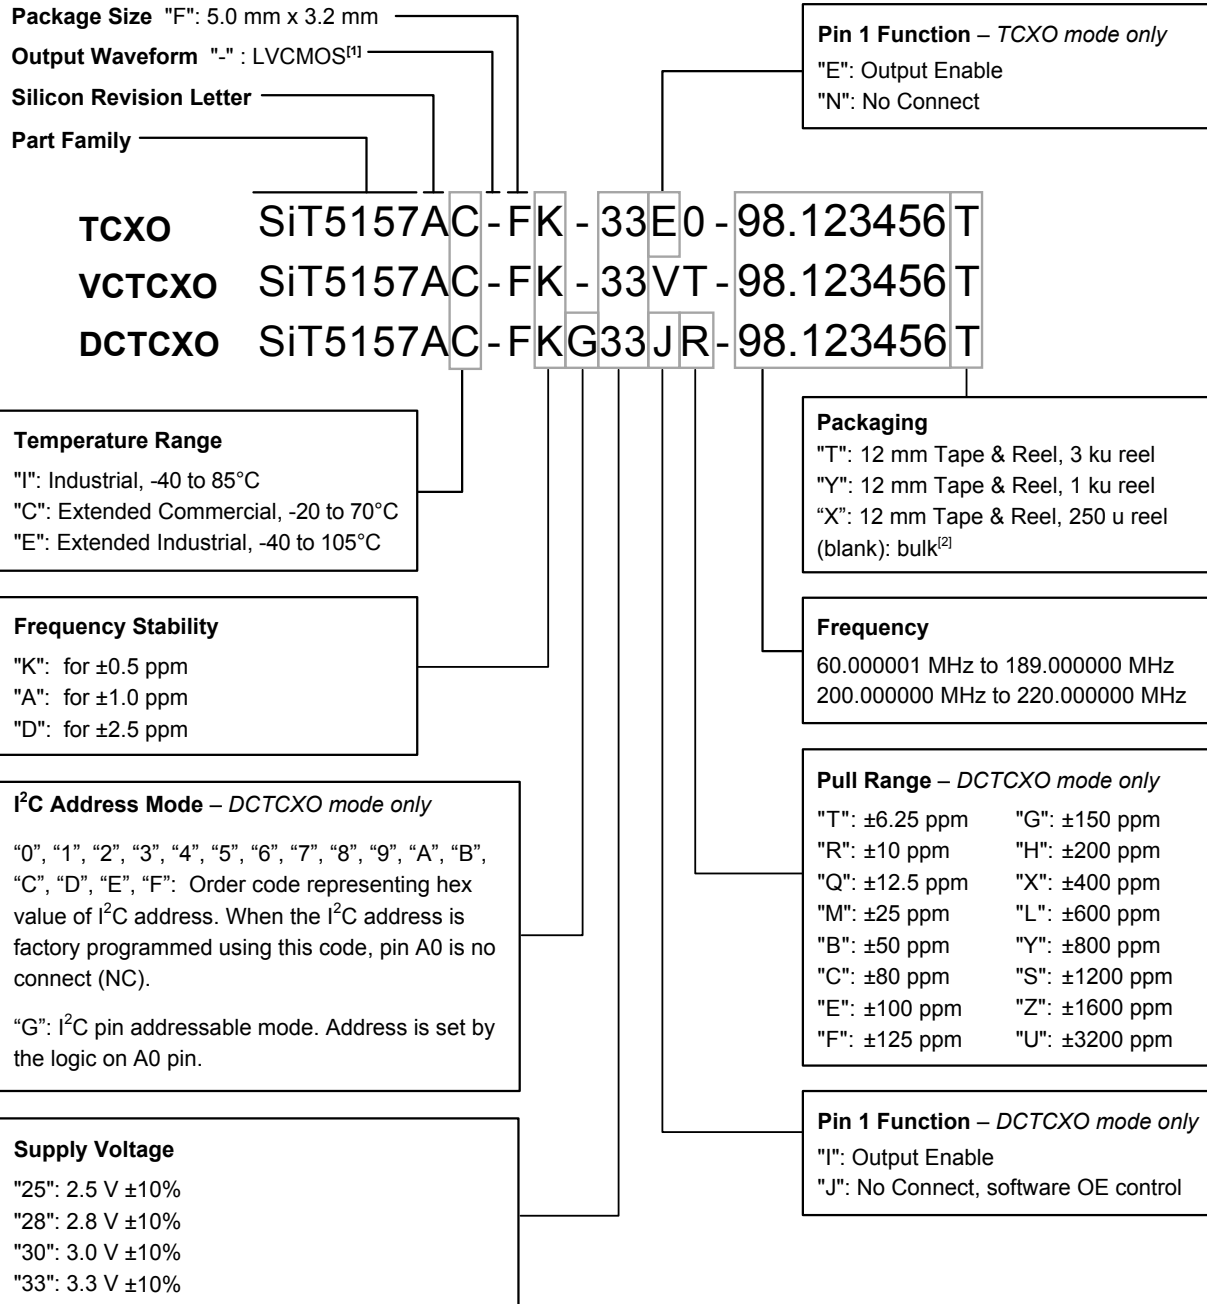 Package Size "F": 5.0 mm x 3.2 mm
Output Waveform "-" : LVCMOS[1]
Silicon Revision Letter
Part Family
Pin 1 Function – TCXO mode only
"E": Output Enable
"N": No Connect
TCXO SiT5157AC-FK-33E0-98.123456T
VCTCXO SiT5157AC-FK-33VT-98.123456T
DCTCXO SiT5157AC-FKG33JR-98.123456T
Temperature Range
"I": Industrial, -40 to 85°C
"C": Extended Commercial, -20 to 70°C
"E": Extended Industrial, -40 to 105°C
Packaging
"T": 12 mm Tape & Reel, 3 ku reel
"Y": 12 mm Tape & Reel, 1 ku reel
“X”: 12 mm Tape & Reel, 250 u reel
(blank): bulk[2]
Frequency Stability
"K": for ±0.5 ppm
"A": for ±1.0 ppm
"D": for ±2.5 ppm
Frequency
60.000001 MHz to 189.000000 MHz
200.000000 MHz to 220.000000 MHz
I²C Address Mode – DCTCXO mode only
“0”, “1”, “2”, “3”, “4”, “5”, “6”, “7”, “8”, “9”, “A”, “B”,
“C”, “D”, “E”, “F”: Order code representing hex
value of I²C address. When the I²C address is
factory programmed using this code, pin A0 is no
connect (NC).
“G”: I²C pin addressable mode. Address is set by
the logic on A0 pin.
Pull Range – DCTCXO mode only
"T": ±6.25 ppm "G": ±150 ppm
"R": ±10 ppm "H": ±200 ppm
"Q": ±12.5 ppm "X": ±400 ppm
"M": ±25 ppm "L": ±600 ppm
"B": ±50 ppm "Y": ±800 ppm
"C": ±80 ppm "S": ±1200 ppm
"E": ±100 ppm "Z": ±1600 ppm
"F": ±125 ppm "U": ±3200 ppm
Supply Voltage
"25": 2.5 V ±10%
"28": 2.8 V ±10%
"30": 3.0 V ±10%
"33": 3.3 V ±10%
Pin 1 Function – DCTCXO mode only
"I": Output Enable
"J": No Connect, software OE control